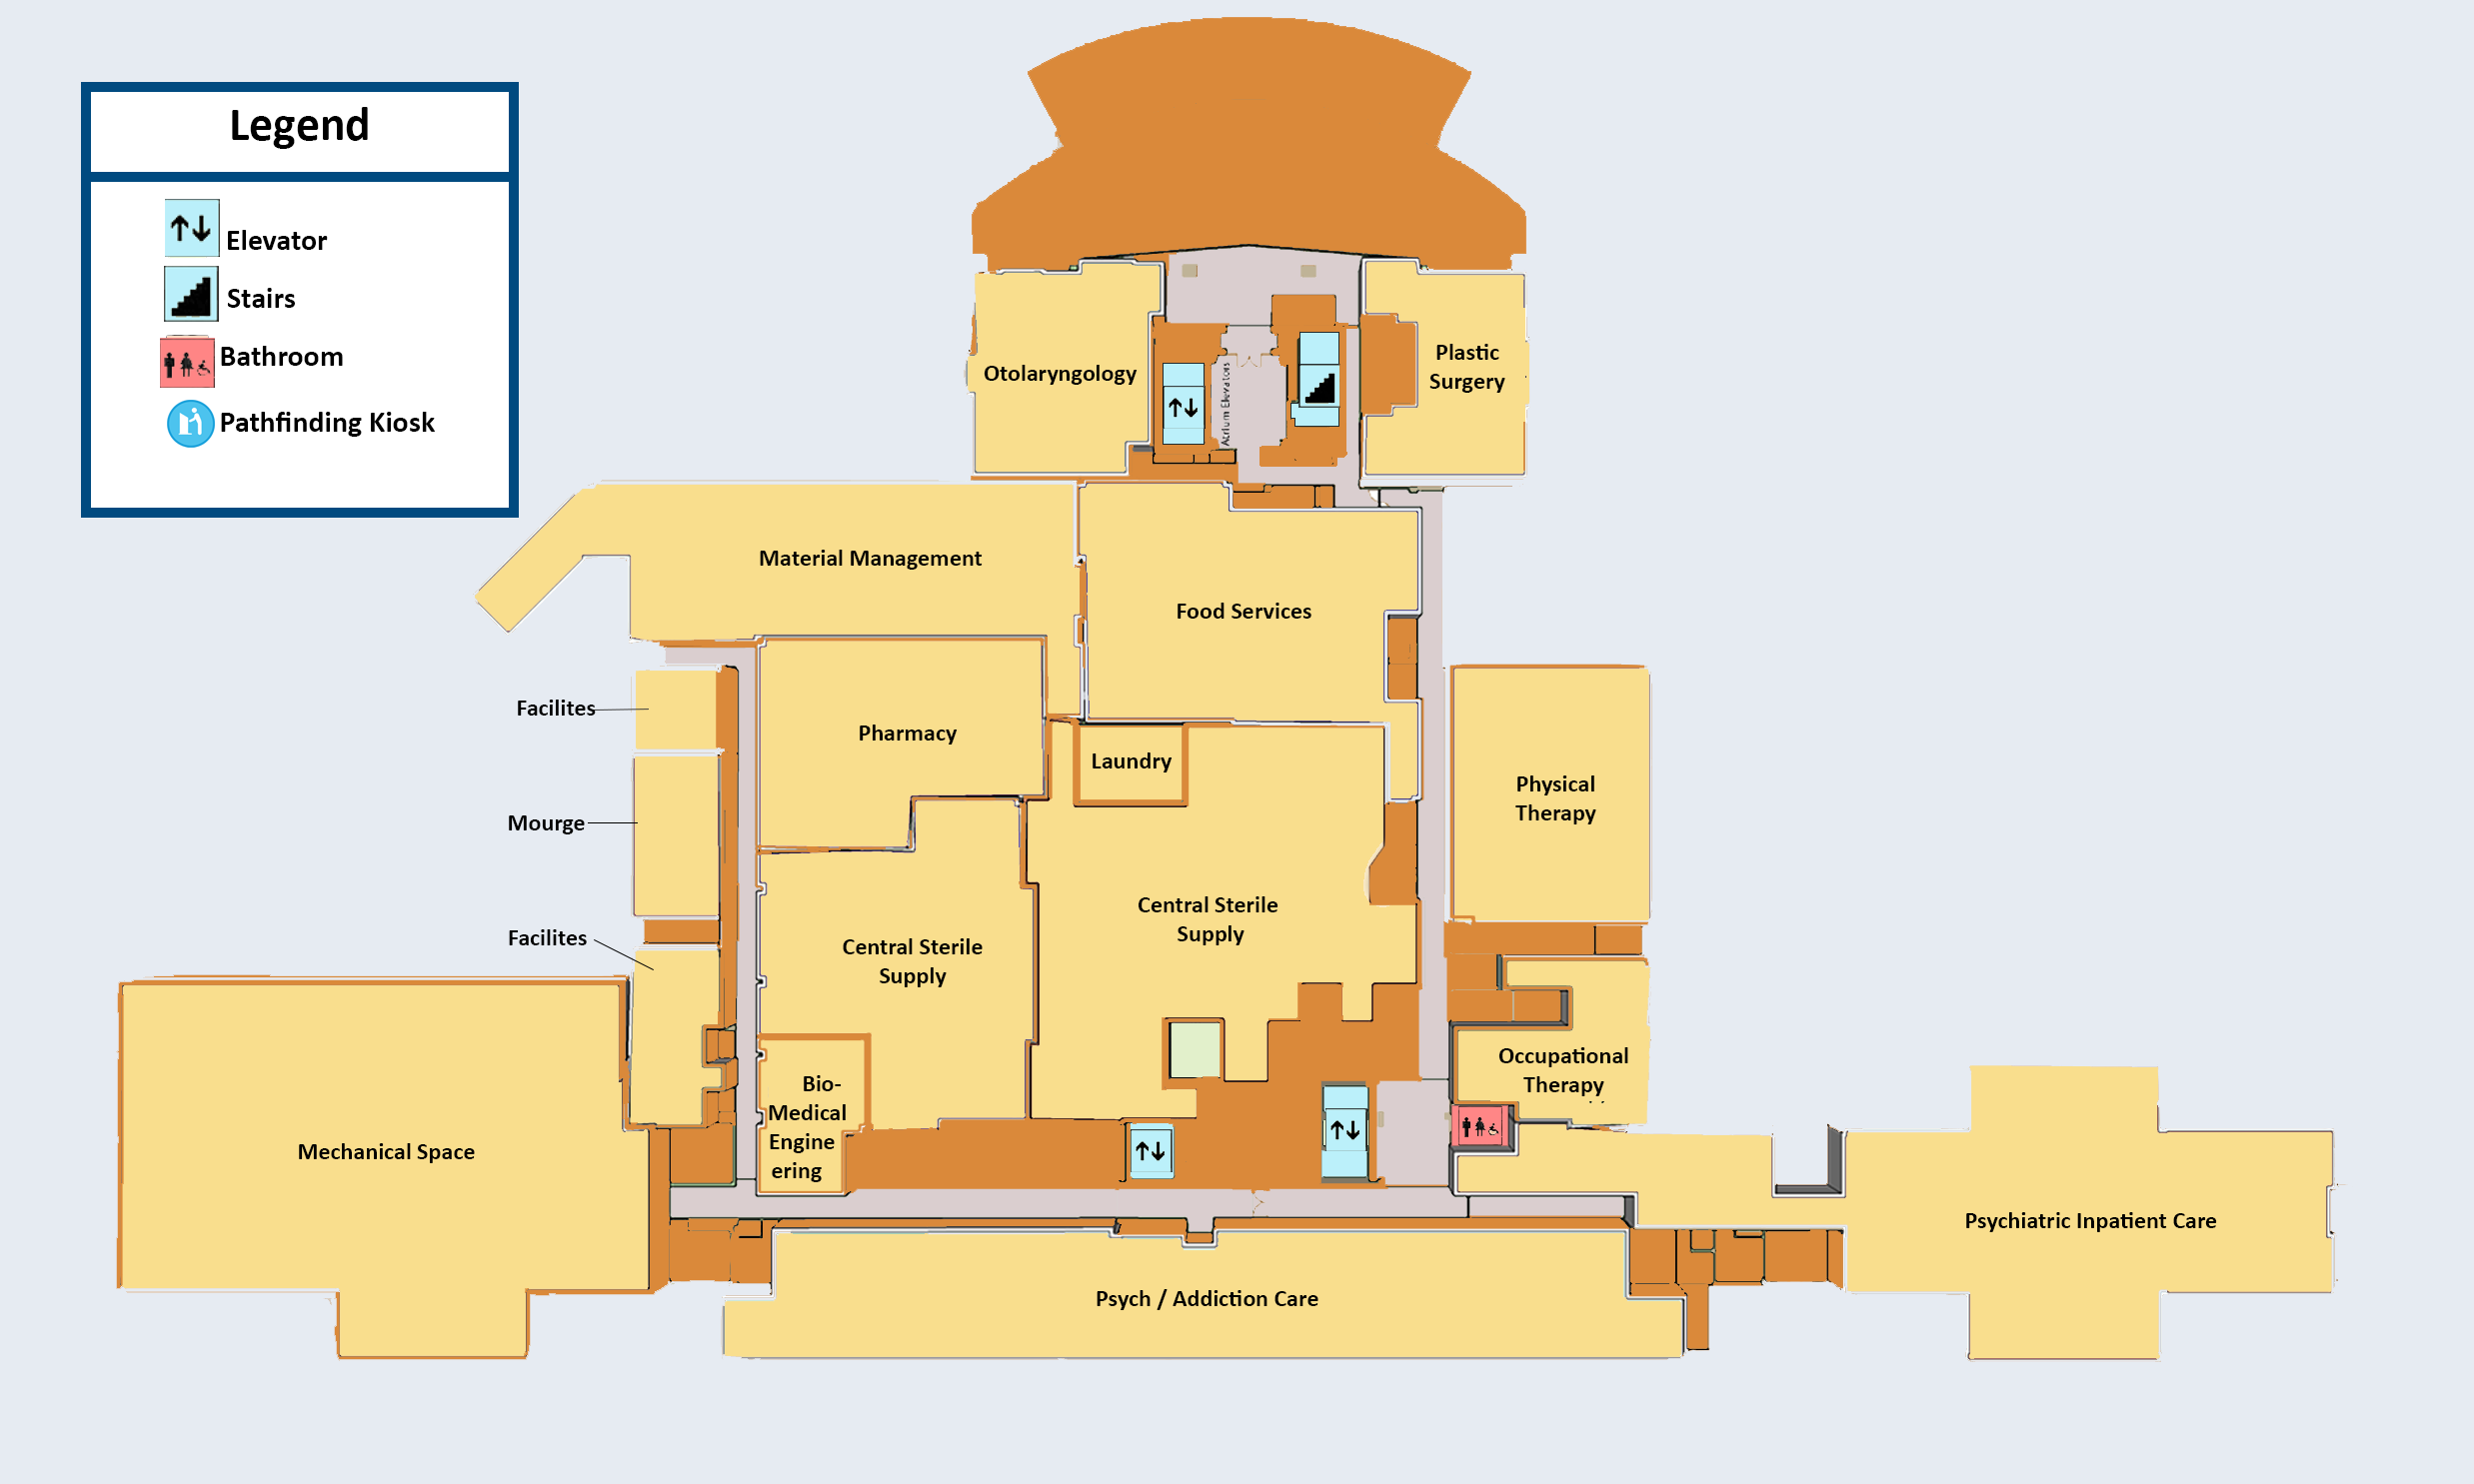 Legend
Elevator
Stairs
Bathroom
Pathfinding Kiosk
Otolaryngology
Atrium Elevators
Plastic
Surgery
Material Management
Food Services
Facilites
Pharmacy
Laundry
Physical
Therapy
Mourge
Central Sterile
Supply
Facilites
Central Sterile
Supply
Occupational
Therapy
Bio-
Medical
Engine
ering
Mechanical Space
Psychiatric Inpatient Care
Psych / Addiction Care